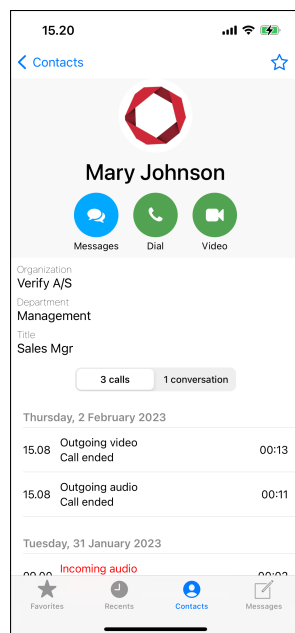 15.20
Contacts
Mary Johnson
Messages Dial Video
Organization
Verify A/S
Department
Management
Title
Sales Mgr
3 calls 1 conversation
Thursday, 2 February 2023
Outgoing video
15.08 00:13
Call ended
Outgoing audio
15.08 00:11
Call ended
Tuesday, 31 January 2023
Incoming audio
Favorites Recents Contacts Messages